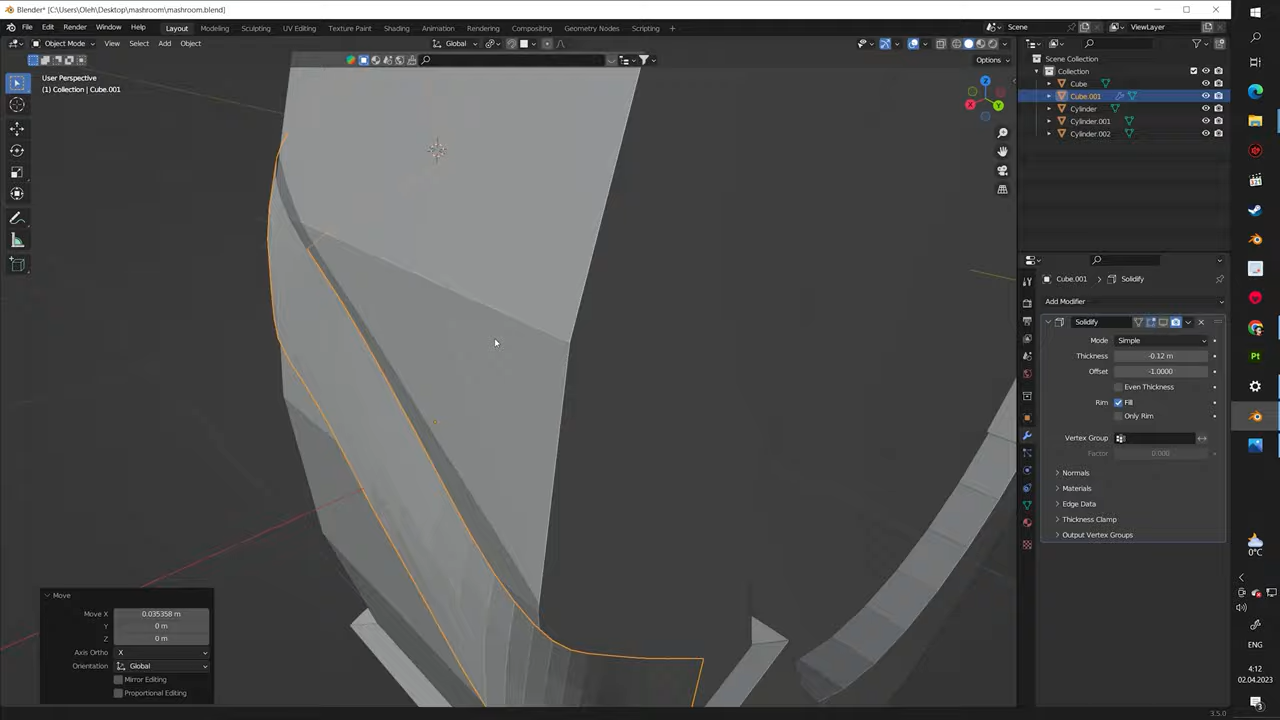 Blender* [C:\Users\Oleh\Desktop\mashroom\mashroom.blend]
File Edit Render Window Help Layout Modeling Sculpting UV Editing Texture Paint Shading Animation Rendering Compositing Geometry Nodes Scripting Scene ViewLayer
Object Mode View Select Add Object Global
Options
User Perspective
(1) Collection | Cube.001
Scene Collection
Collection
Cube
Cube.001
Cylinder
Cylinder.001
Cylinder.002
Cube.001 > Solidify
Add Modifier
Solidify
Mode Simple
Thickness -0.12 m
Offset -1.0000
Even Thickness
Rim Fill
Only Rim
Vertex Group
Factor 0.000
Normals
Materials
Edge Data
Thickness Clamp
Output Vertex Groups
Move
Move X 0.035358 m
Y 0 m
Z 0 m
Axis Ortho X
Orientation Global
Mirror Editing
Proportional Editing
Pt
0°C
ENG
4:12
02.04.2023
3.5.0